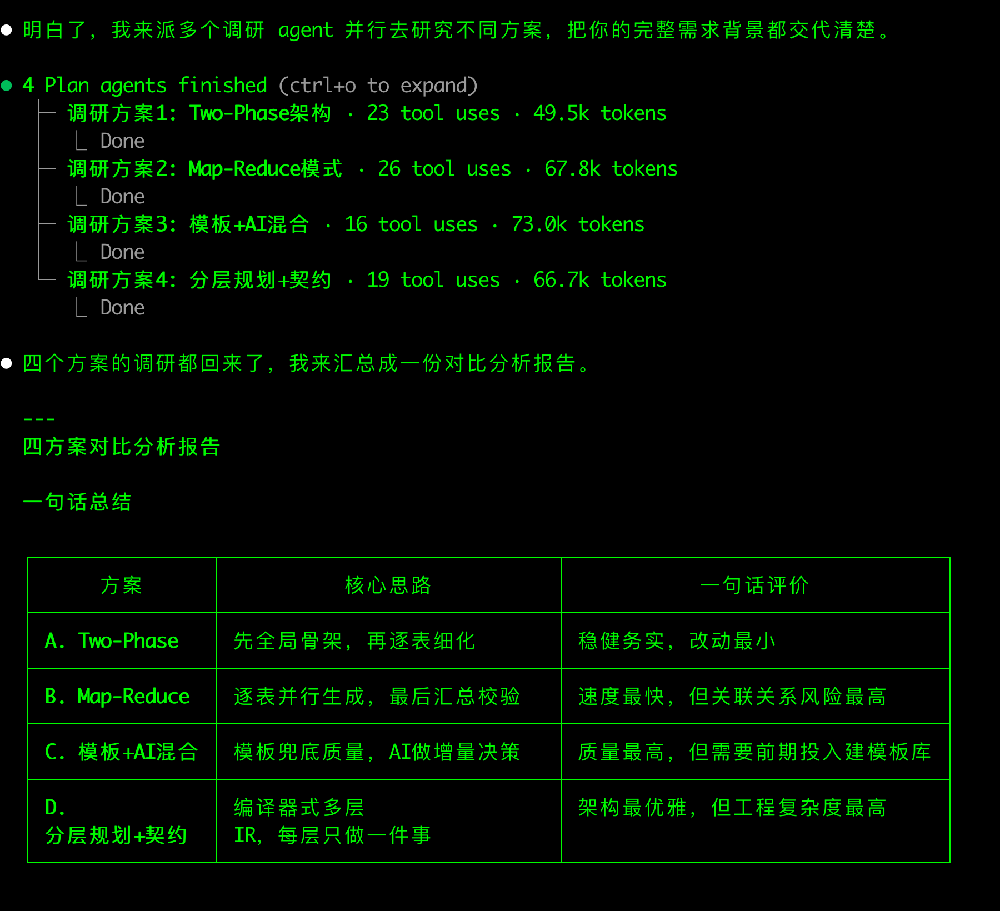 明白了，我来派多个调研 agent 并行去研究不同方案，把你的完整需求背景都交代清楚。
4 Plan agents finished (ctrl+o to expand)
调研方案1: Two-Phase架构 · 23 tool uses · 49.5k tokens
Done
调研方案2: Map-Reduce模式 · 26 tool uses · 67.8k tokens
Done
调研方案3: 模板+AI混合 · 16 tool uses · 73.0k tokens
Done
调研方案4: 分层规划+契约 · 19 tool uses · 66.7k tokens
Done
四个方案的调研都回来了，我来汇总成一份对比分析报告。
---
四方案对比分析报告
一句话总结
方案 核心思路 一句话评价
A. Two-Phase 先全局骨架，再逐表细化 稳健务实，改动最小
B. Map-Reduce 逐表并行生成，最后汇总校验 速度最快，但关联关系风险最高
C. 模板+AI混合 模板兜底质量，AI做增量决策 质量最高，但需要前期投入建模板库
D. 编译器式多层 架构最优雅，但工程复杂度最高
分层规划+契约 IR，每层只做一件事